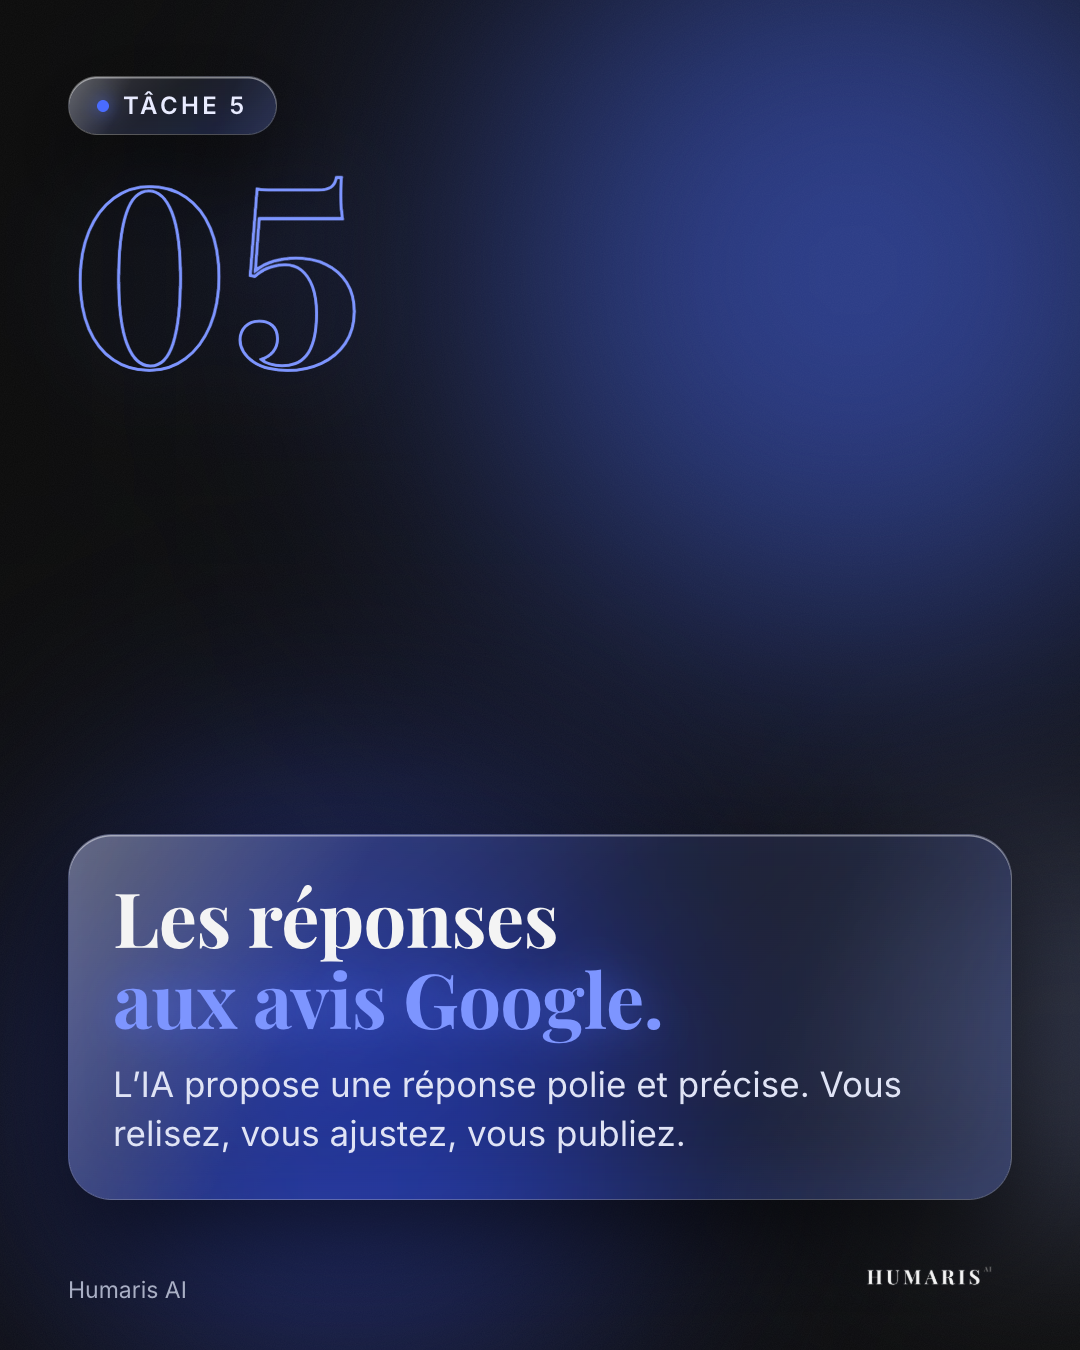 TÂCHE 5
05
Les réponses
aux avis Google.
L’IA propose une réponse polie et précise. Vous
relisez, vous ajustez, vous publiez.
Humaris AI
HUMARIS AI